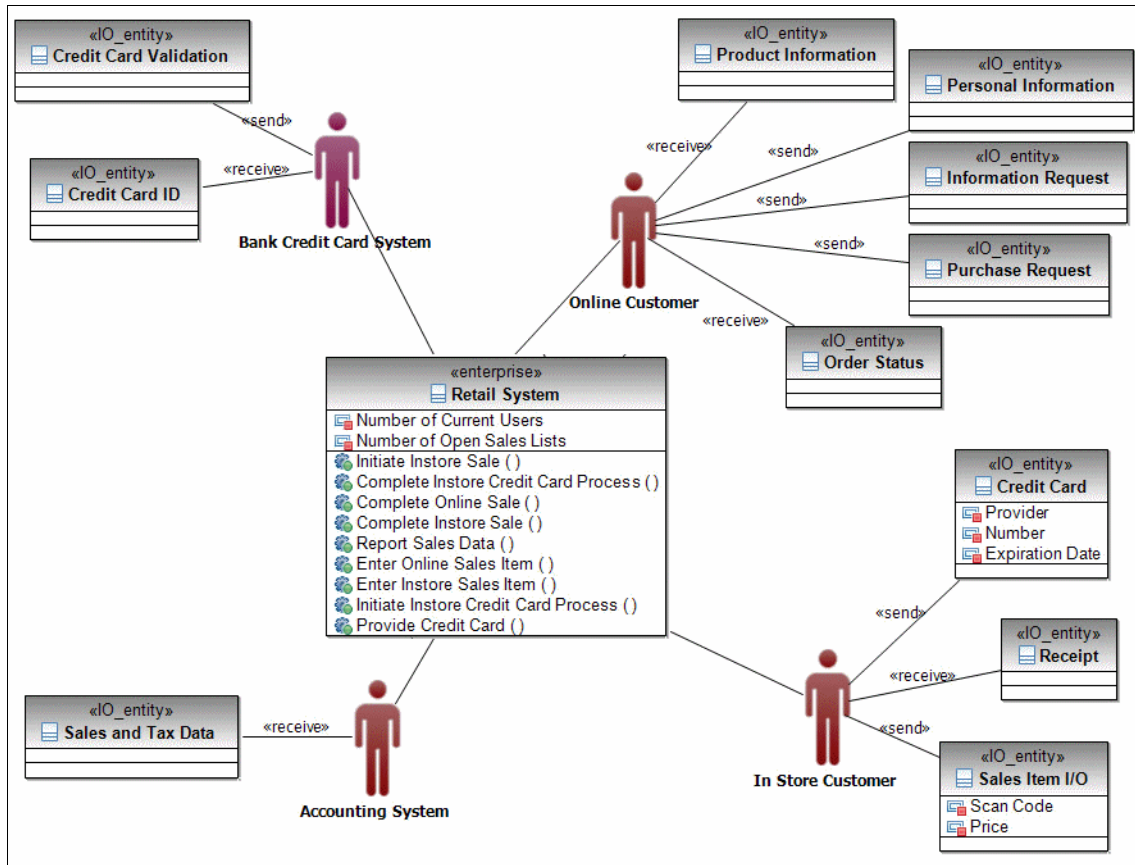 «IO_entity»
Credit Card Validation
«send»
«IO_entity»
Credit Card ID
«receive»
Bank Credit Card System
«IO_entity»
Product Information
«receive»
«IO_entity»
Personal Information
«send»
«IO_entity»
Information Request
«send»
«IO_entity»
Purchase Request
«send»
Online Customer
«receive»
«IO_entity»
Order Status
«enterprise»
Retail System
Number of Current Users
Number of Open Sales Lists
Initiate Instore Sale ( )
Complete Instore Credit Card Process ( )
Complete Online Sale ( )
Complete Instore Sale ( )
Report Sales Data ( )
Enter Online Sales Item ( )
Enter Instore Sales Item ( )
Initiate Instore Credit Card Process ( )
Provide Credit Card ( )
«IO_entity»
Credit Card
Provider
Number
Expiration Date
«send»
«IO_entity»
Receipt
«receive»
«send»
In Store Customer
«IO_entity»
Sales Item I/O
Scan Code
Price
«IO_entity»
Sales and Tax Data
«receive»
Accounting System